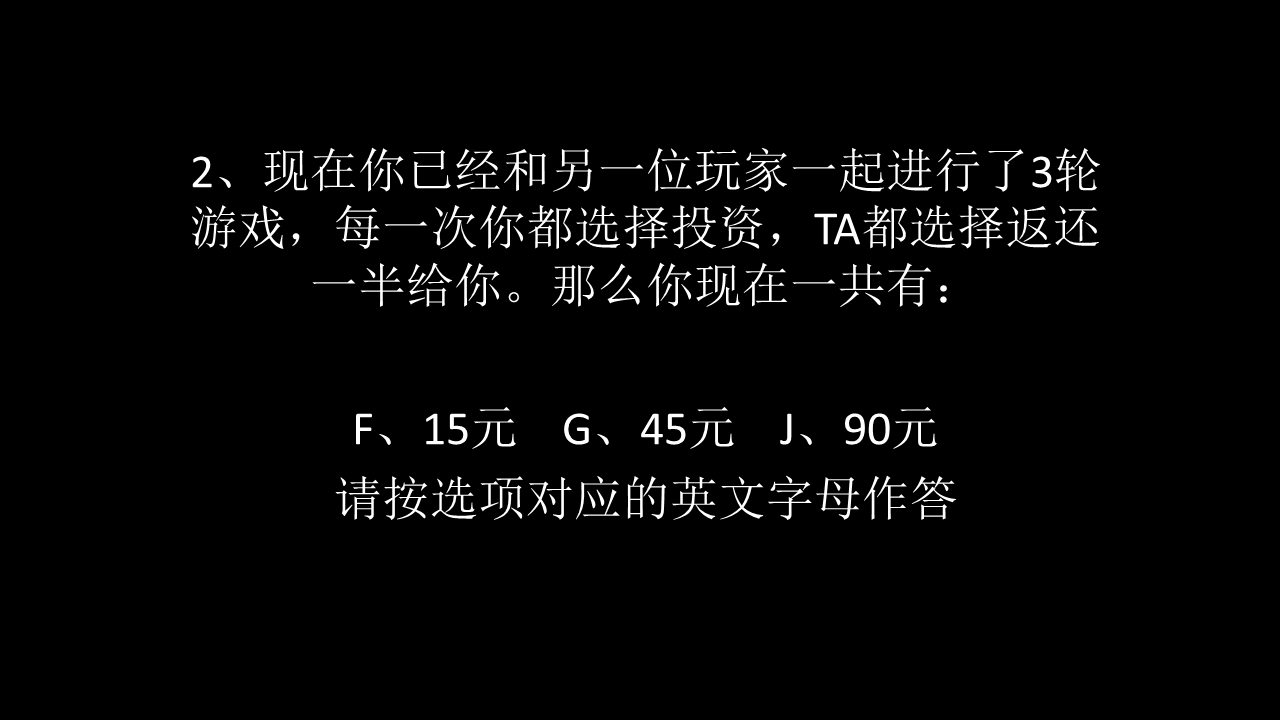 2、现在你已经和另一位玩家一起进行了3轮
游戏，每一次你都选择投资，TA都选择返还
一半给你。那么你现在一共有：
F、15元 G、45元 J、90元
请按选项对应的英文字母作答